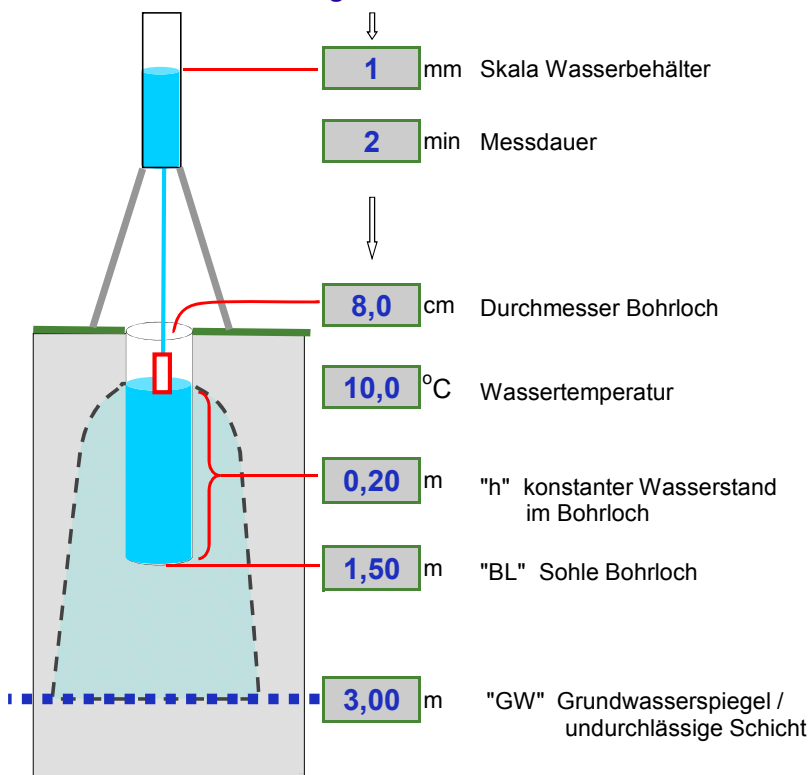 1 mm Skala Wasserbehälter
2 min Messdauer
8,0 cm Durchmesser Bohrloch
10,0 °C Wassertemperatur
0,20 m "h" konstanter Wasserstand
im Bohrloch
1,50 m "BL" Sohle Bohrloch
3,00 m "GW" Grundwasserspiegel /
undurchlässige Schicht